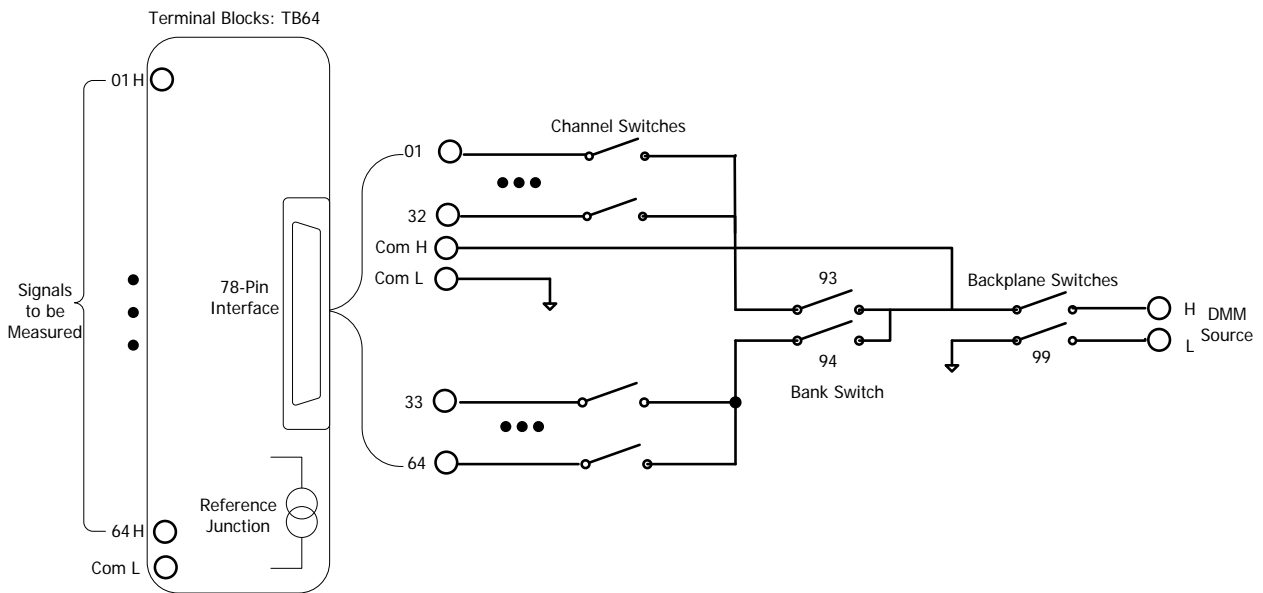 Terminal Blocks: TB64
01 H
Signals
to be
Measured
78-Pin
Interface
Reference
Junction
64 H
Com L
Channel Switches
01
32
Com H
Com L
33
64
93
94
Bank Switch
Backplane Switches
99
H
L
DMM
Source